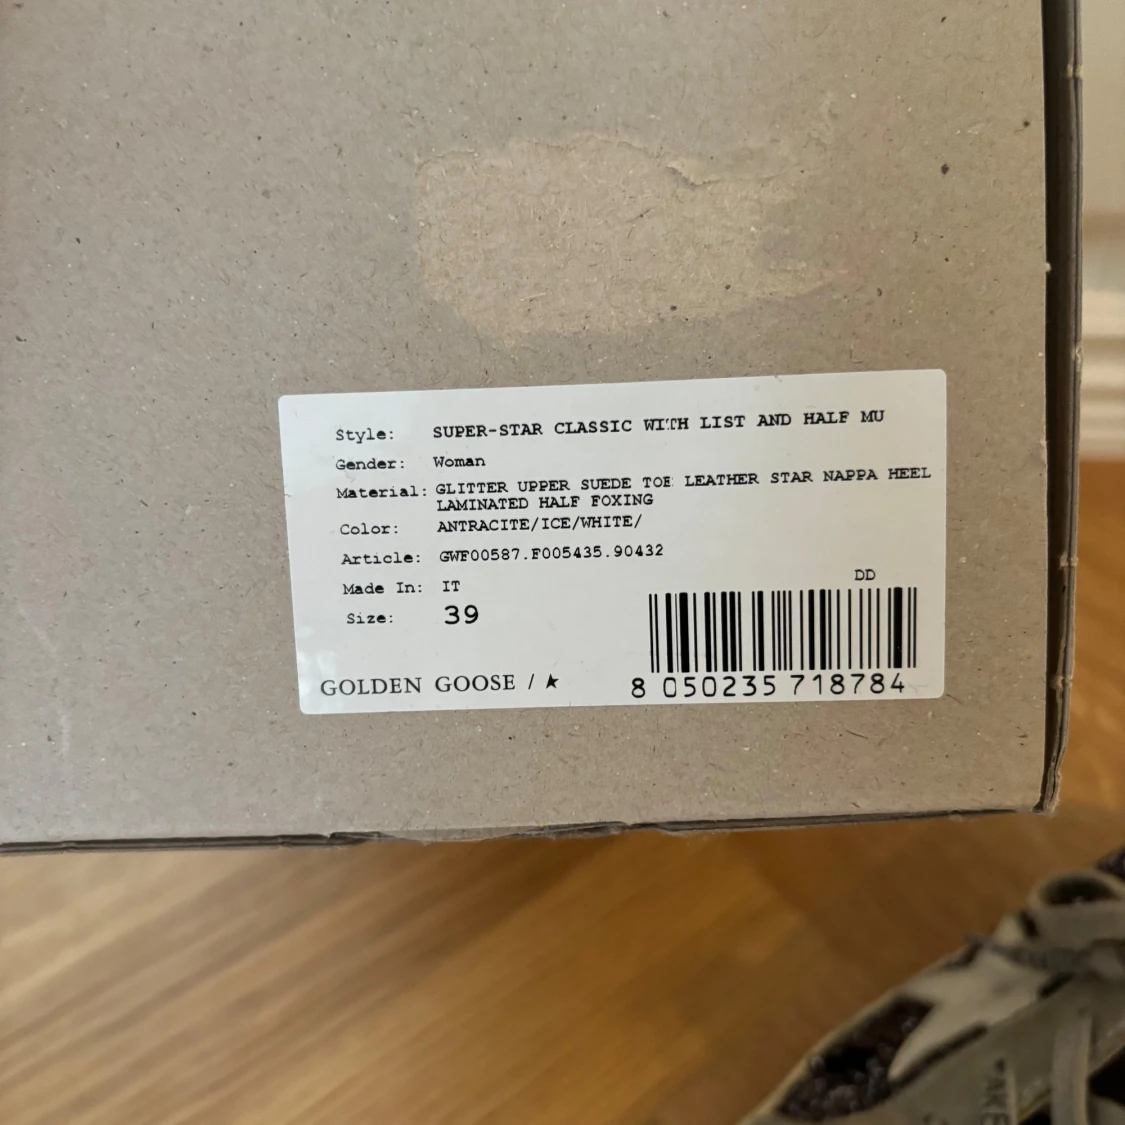 Style: SUPER-STAR CLASSIC WITH LIST AND HALF MU
Gender: Woman
Material: GLITTER UPPER SUEDE TOE LEATHER STAR NAPPA HEEL
LAMINATED HALF FOXING
Color: ANTRACITE/ICE/WHITE/
Article: GWF00587.F005435.90432
Made In: IT
Size: 39
DD
GOLDEN GOOSE / ★
8 050235 718784